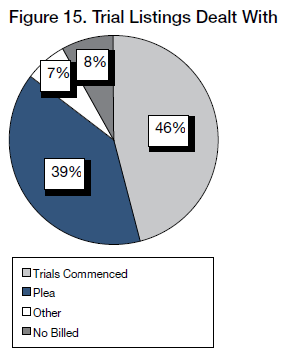 Figure 15. Trial Listings Dealt With
8%
7%
46%
39%
Trials Commenced
Plea
Other
No Billed